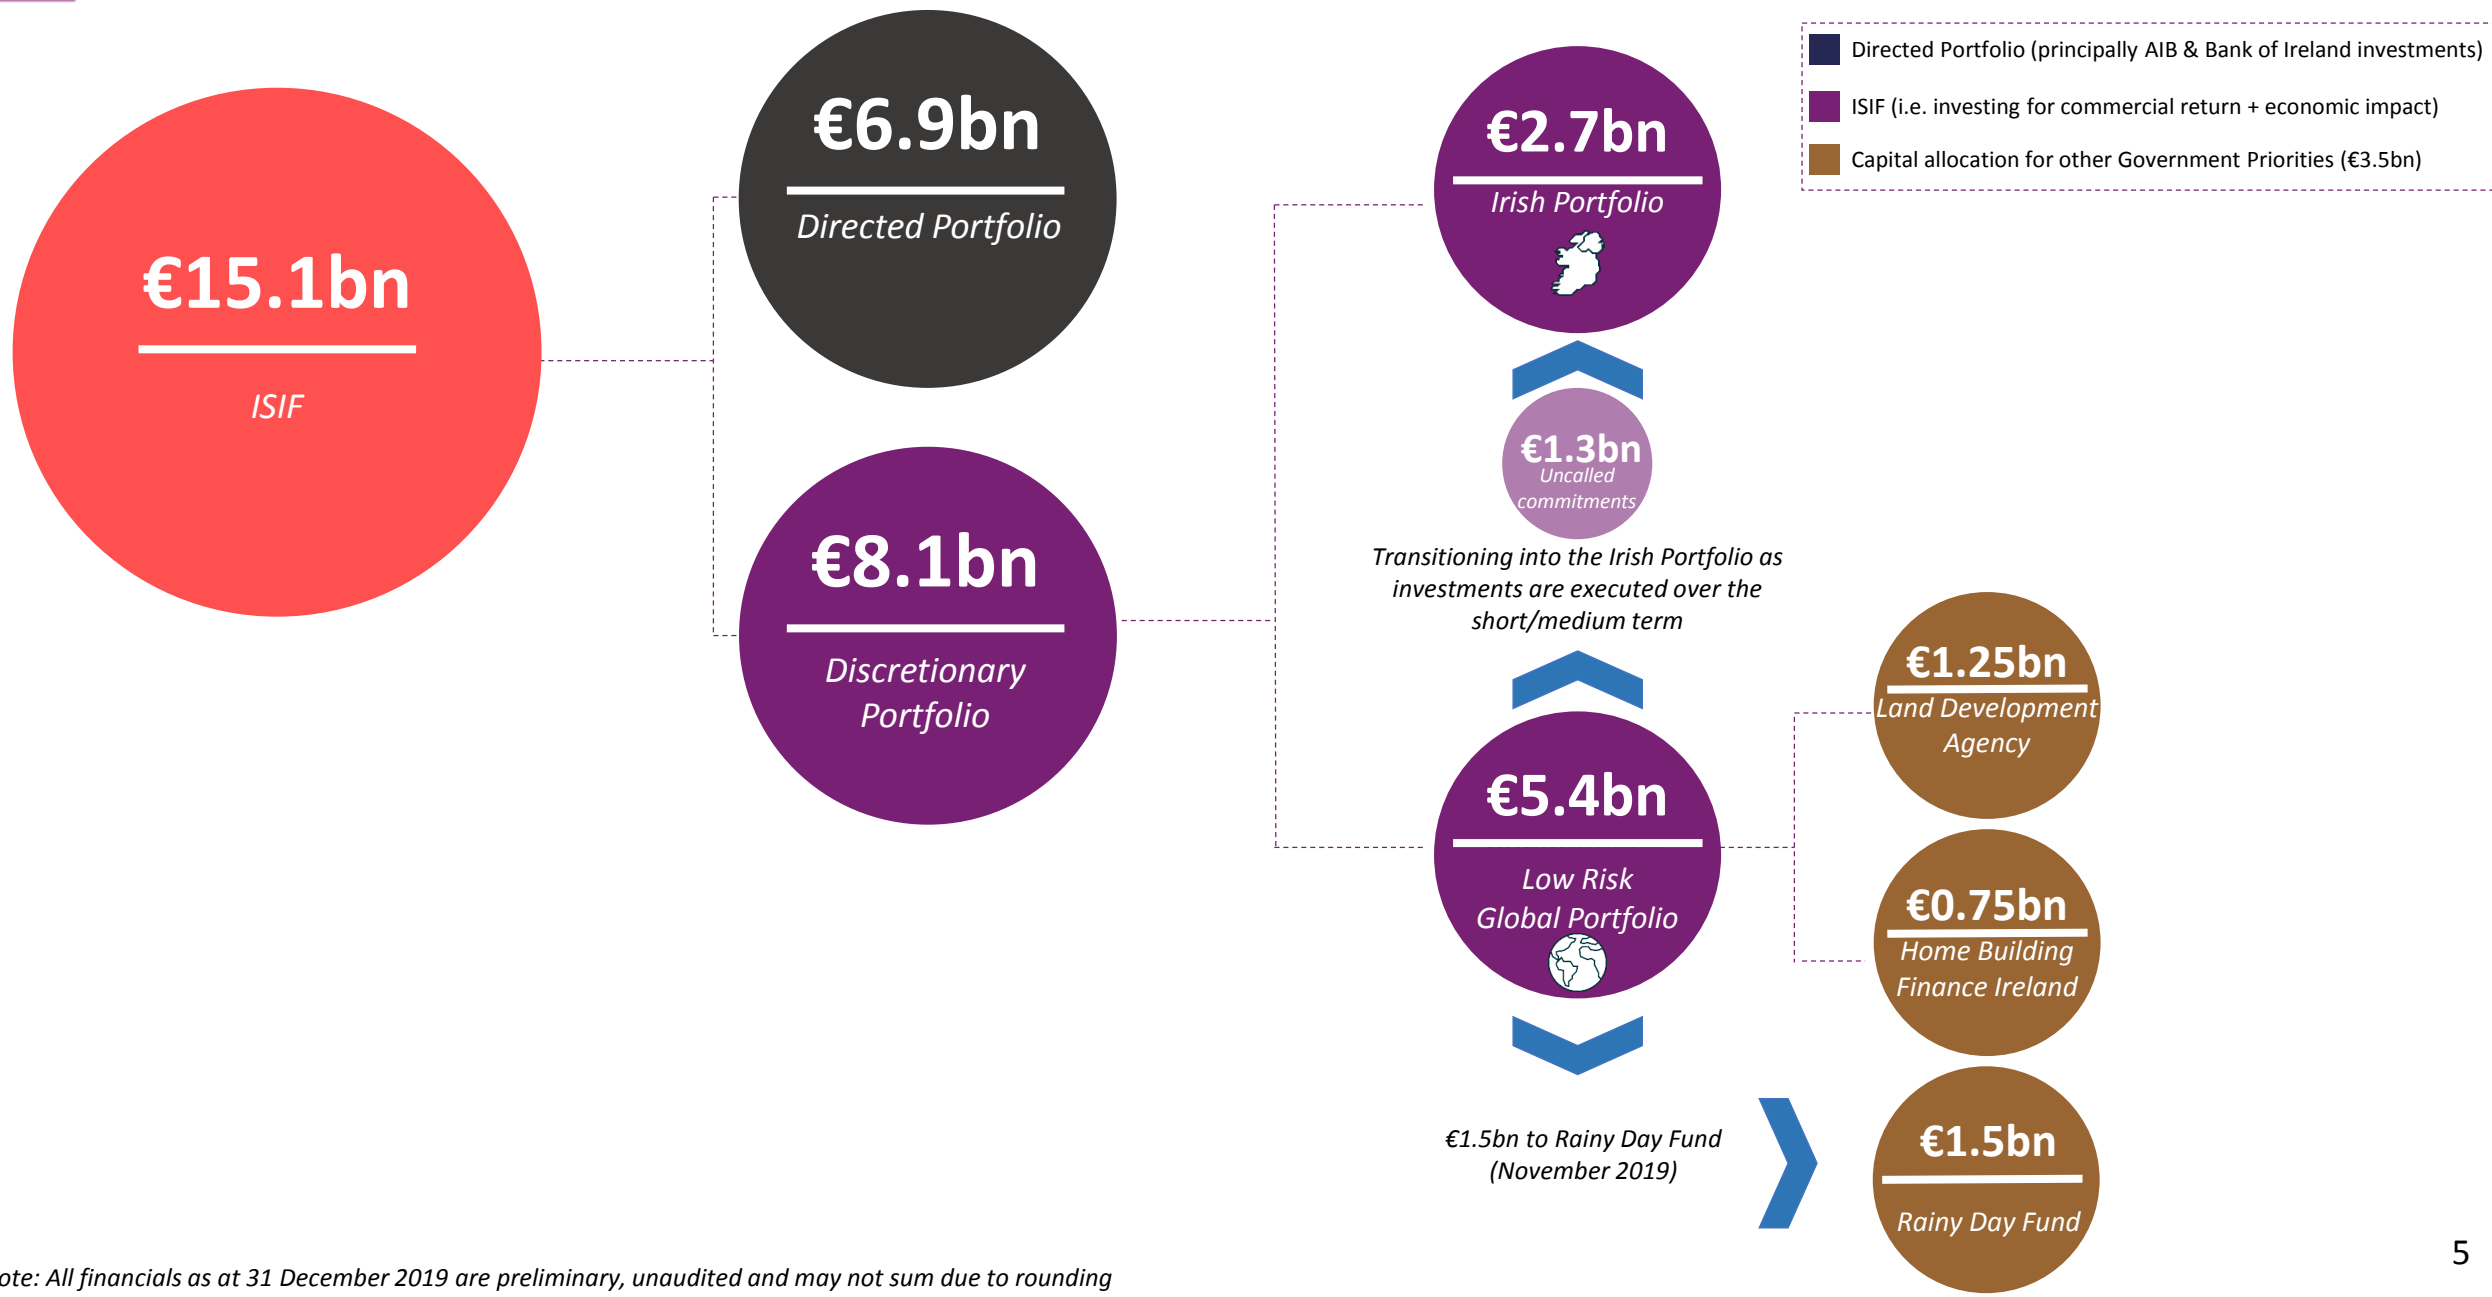 €15.1bn
ISIF
€6.9bn
Directed Portfolio
€8.1bn
Discretionary
Portfolio
€2.7bn
Irish Portfolio
€1.3bn
Uncalled
commitments
Transitioning into the Irish Portfolio as
investments are executed over the
short/medium term
€5.4bn
Low Risk
Global Portfolio
€1.5bn to Rainy Day Fund
(November 2019)
Directed Portfolio (principally AIB & Bank of Ireland investments)
ISIF (i.e. investing for commercial return + economic impact)
Capital allocation for other Government Priorities (€3.5bn)
€1.25bn
Land Development
Agency
€0.75bn
Home Building
Finance Ireland
€1.5bn
Rainy Day Fund
ote: All financials as at 31 December 2019 are preliminary, unaudited and may not sum due to rounding
5